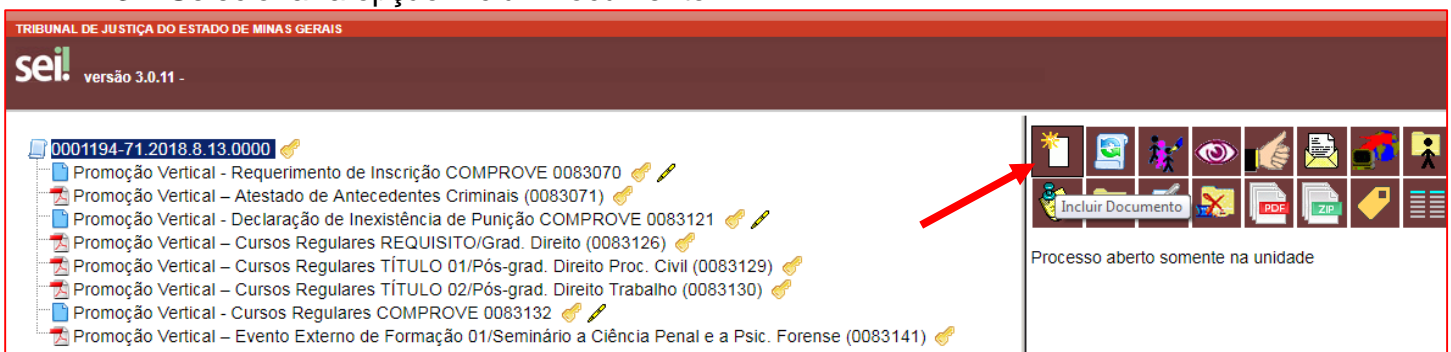 TRIBUNAL DE JUSTIÇA DO ESTADO DE MINAS GERAIS
sei! versão 3.0.11 -
0001194-71.2018.8.13.0000
Promoção Vertical - Requerimento de Inscrição COMPROVE 0083070
Promoção Vertical – Atestado de Antecedentes Criminais (0083071)
Promoção Vertical - Declaração de Inexistência de Punição COMPROVE 0083121
Promoção Vertical – Cursos Regulares REQUISITO/Grad. Direito (0083126)
Promoção Vertical – Cursos Regulares TÍTULO 01/Pós-grad. Direito Proc. Civil (0083129)
Promoção Vertical – Cursos Regulares TÍTULO 02/Pós-grad. Direito Trabalho (0083130)
Promoção Vertical - Cursos Regulares COMPROVE 0083132
Promoção Vertical – Evento Externo de Formação 01/Seminário a Ciência Penal e a Psic. Forense (0083141)
Incluir Documento
PDF
ZIP
Processo aberto somente na unidade